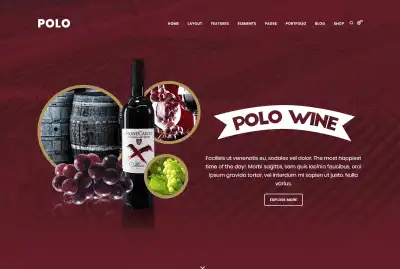 POLO
HOME LAYOUT FEATURES ELEMENTS PAGES PORTFOLIO BLOG SHOP
POLO WINE
Facilisis ut venenatis eu, sodales vel dolor. The most happiest
time of the day!. Morbi sagittis, sem quis lacinia faucibus, orci
ipsum gravida tortor, vel interdum mi sapien ut justo. Nulla
varius.
EXPLORE MORE